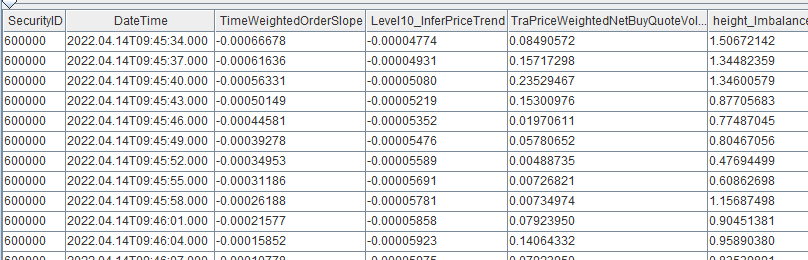 SecurityID DateTime TimeWeightedOrderSlope Level10_InferPriceTrend TraPriceWeightedNetBuyQuoteVol... height_Imbalanc
600000 2022.04.14T09:45:34.000 -0.00066678 -0.00004774 0.08490572 1.50672142
600000 2022.04.14T09:45:37.000 -0.00061636 -0.00004931 0.15717298 1.34482359
600000 2022.04.14T09:45:40.000 -0.00056331 -0.00005080 0.23529467 1.34600579
600000 2022.04.14T09:45:43.000 -0.00050149 -0.00005219 0.15300976 0.87705683
600000 2022.04.14T09:45:46.000 -0.00044581 -0.00005352 0.01970611 0.77487045
600000 2022.04.14T09:45:49.000 -0.00039278 -0.00005476 0.05780652 0.80467056
600000 2022.04.14T09:45:52.000 -0.00034953 -0.00005589 0.00488735 0.47694499
600000 2022.04.14T09:45:55.000 -0.00031186 -0.00005691 0.00726821 0.60862698
600000 2022.04.14T09:45:58.000 -0.00026188 -0.00005781 0.00734974 1.15687498
600000 2022.04.14T09:46:01.000 -0.00021577 -0.00005858 0.07923950 0.90451381
600000 2022.04.14T09:46:04.000 -0.00015852 -0.00005923 0.14064332 0.95890380